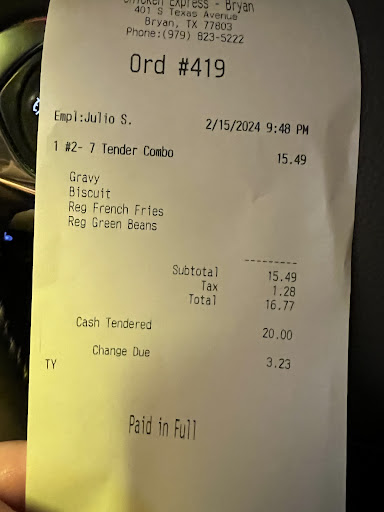 Chicken Express - Bryan
401 S Texas Avenue
Bryan, TX 77803
Phone:(979) 823-5222
Ord #419
Empl:Julio S. 2/15/2024 9:48 PM
1 #2- 7 Tender Combo 15.49
Gravy
Biscuit
Reg French Fries
Reg Green Beans
---------
Subtotal 15.49
Tax 1.28
Total 16.77
Cash Tendered 20.00
Change Due 3.23
TY
Paid in Full